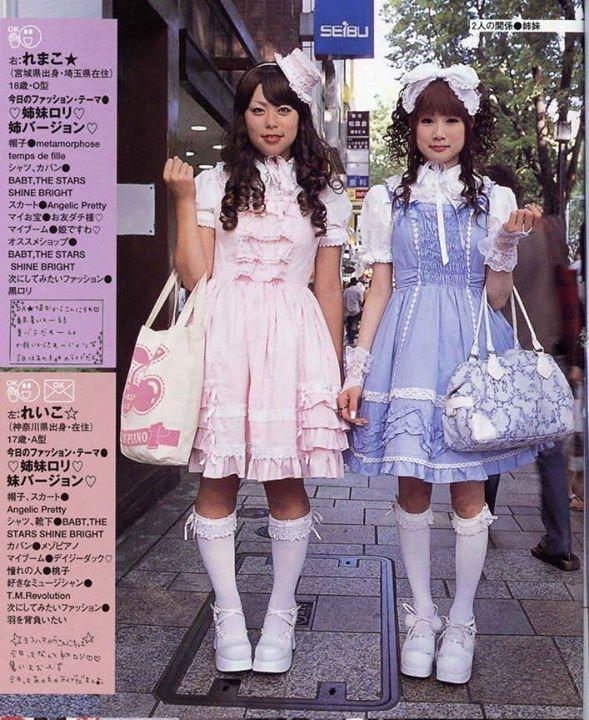 2人の関係●姉妹
SEIBU
OK
右:れまこ★
(宮城県出身・埼玉県在住)
18歳・O型
今日のファッション・テーマ●
♡姉妹ロリ♡
姉バージョン♡
帽子●metamorphose
temps de fille
シャツ、カバン●
BABT,THE STARS
SHINE BRIGHT
スカート●Angelic Pretty
マイお宝●お友ダチ様♡
マイブーム●姫ですわ♡
オススメショップ●
BABT,THE STARS
SHINE BRIGHT
次にしてみたいファッション●
黒ロリ
OK
左:れいこ☆
(神奈川県出身・在住)
17歳・A型
今日のファッション・テーマ●
♡姉妹ロリ♡
妹バージョン♡
帽子、スカート●
Angelic Pretty
シャツ、靴下●BABT,THE
STARS SHINE BRIGHT
カバン●メゾピアノ
マイブーム●デイジーダック♡
憧れの人●桃子
好きなミュージシャン●
T.M.Revolution
次にしてみたいファッション●
羽を背負いたい
PIANO